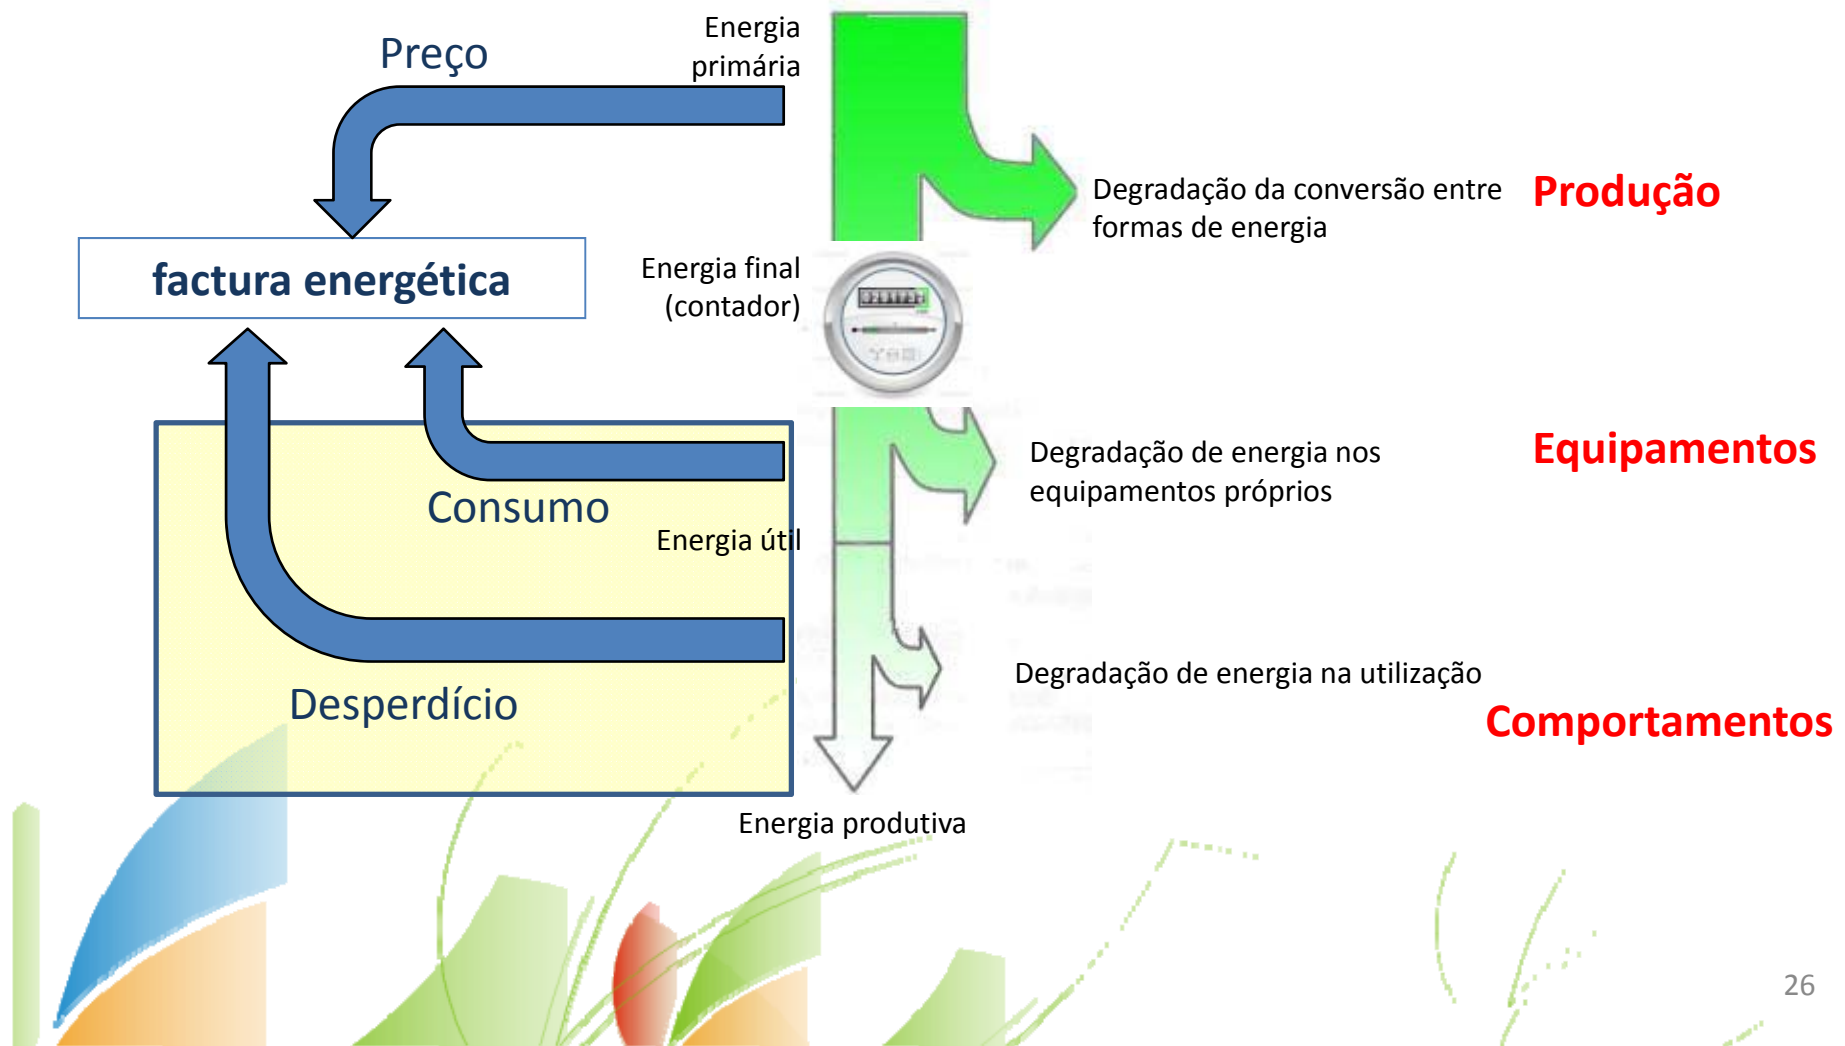 Energia
primária
Preço
Degradação da conversão entre
formas de energia
Produção
factura energética
Energia final
(contador)
Degradação de energia nos
equipamentos próprios
Equipamentos
Consumo
Energia útil
Degradação de energia na utilização
Desperdício
Comportamentos
Energia produtiva
26